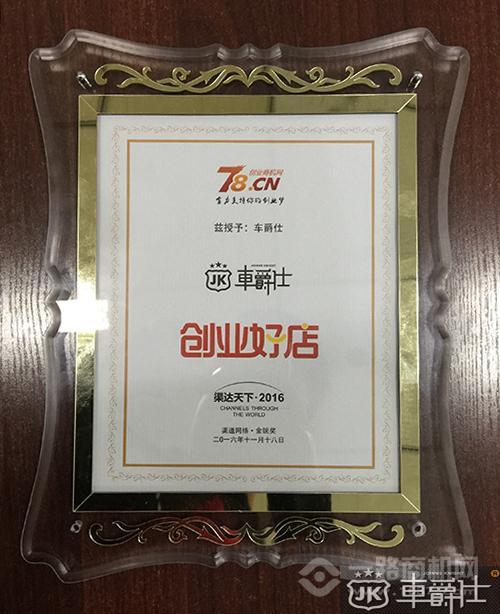 78.CN
创业商机网
全力支持你的创业梦
兹授予：车爵仕
JK
車爵仕
创业好店
渠达天下·2016
CHANNELS THROUGH
THE WORLD
渠道网络·金锐奖
二〇一六年十一月十八日
一路商机网
JK
車爵仕